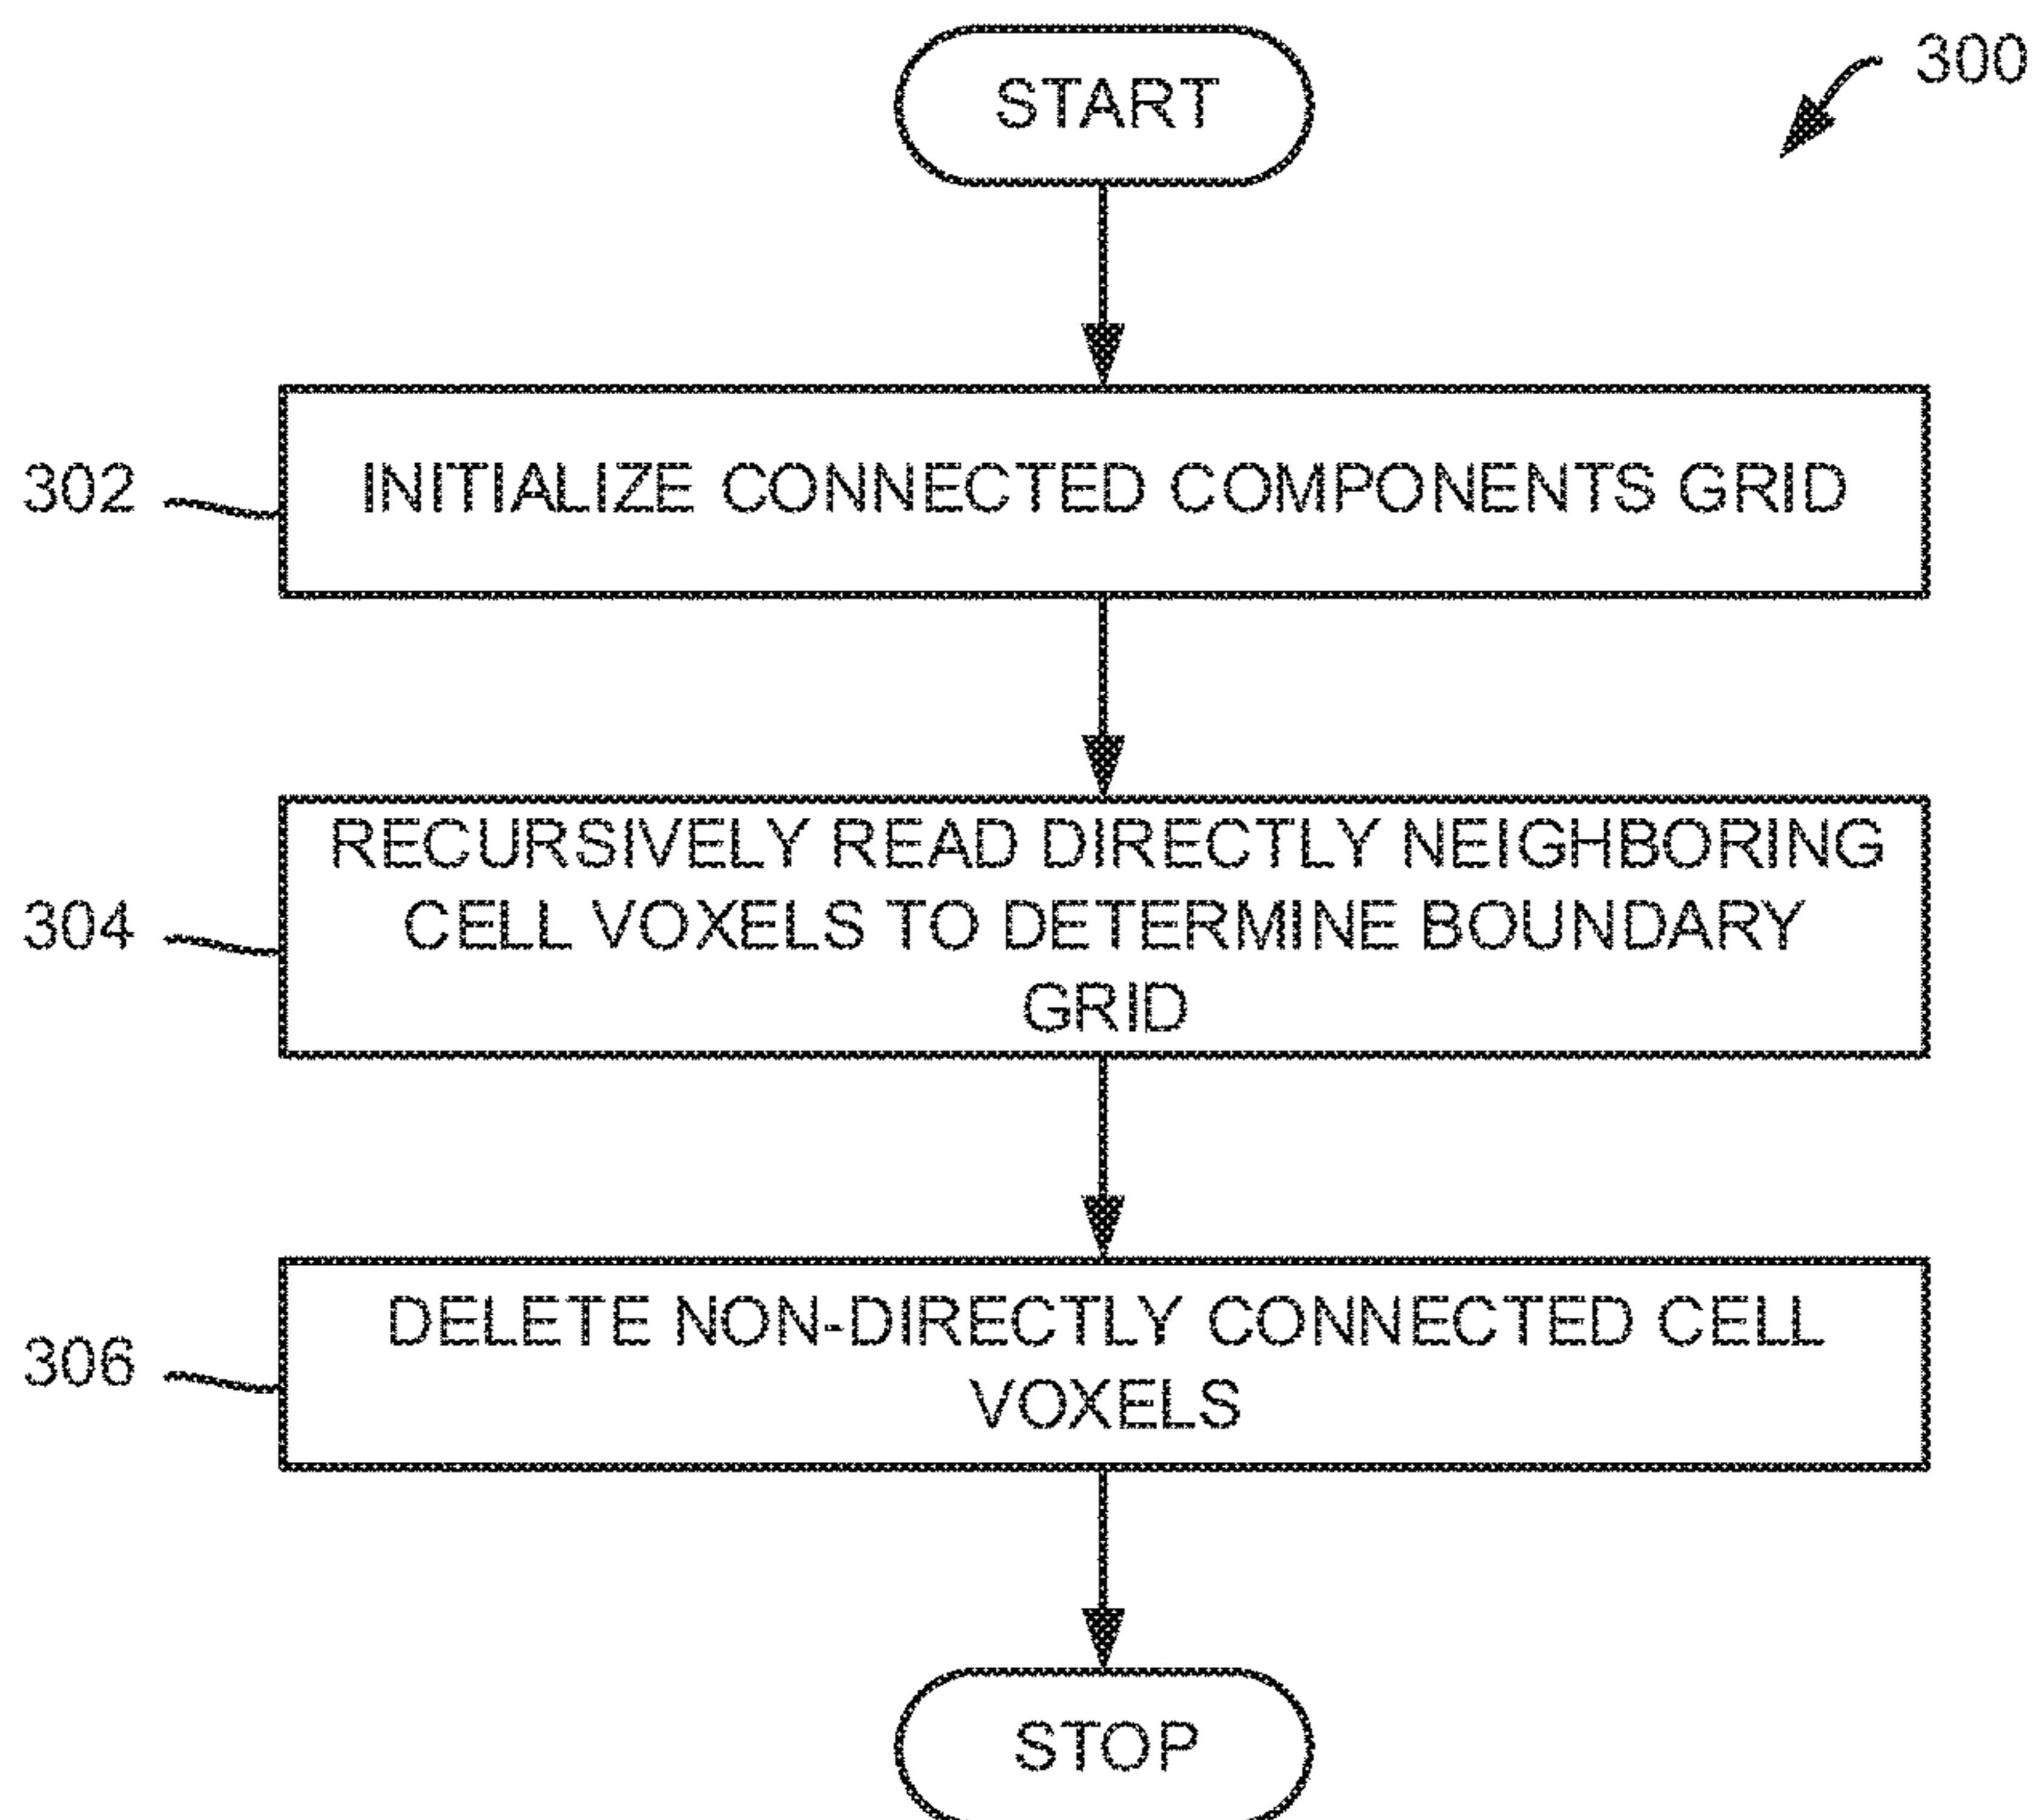 START
300
302
INITIALIZE CONNECTED COMPONENTS GRID
304
RECURSIVELY READ DIRECTLY NEIGHBORING
CELL VOXELS TO DETERMINE BOUNDARY
GRID
306
DELETE NON-DIRECTLY CONNECTED CELL
VOXELS
STOP